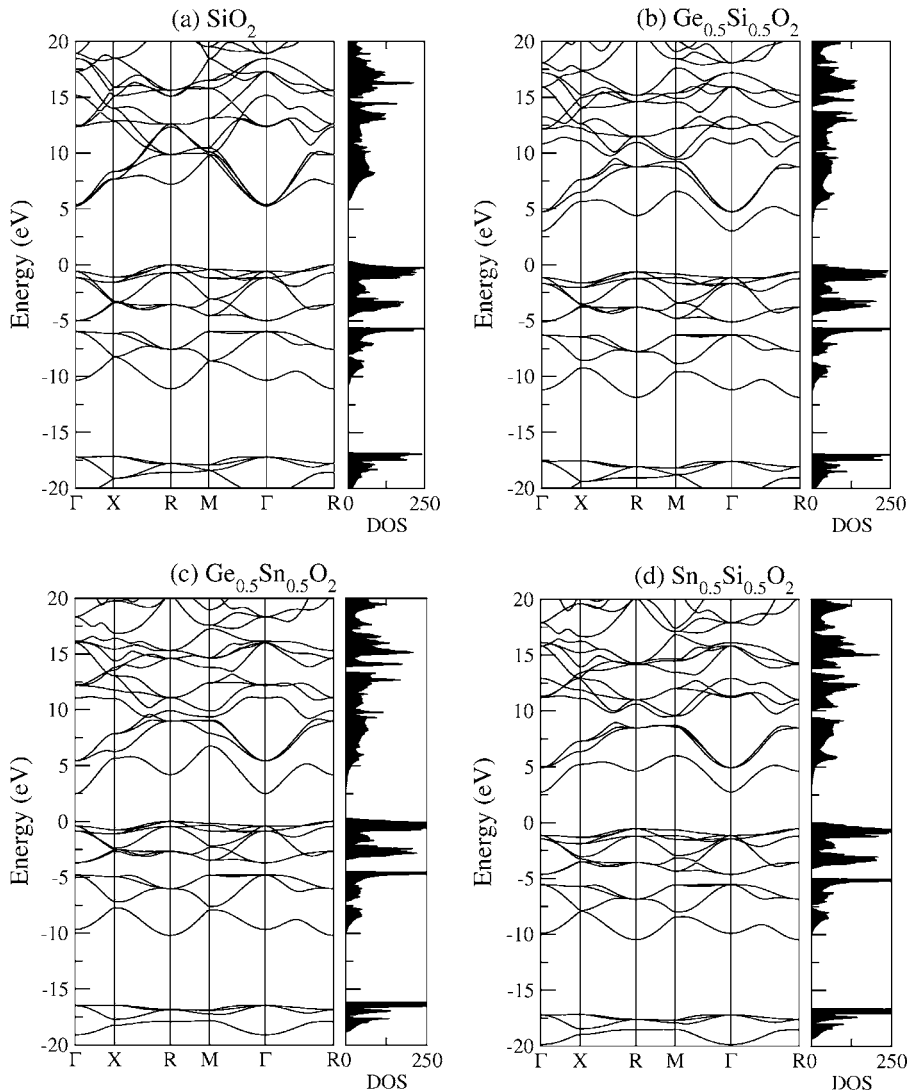 (a) SiO₂
20
15
10
5
0
-5
-10
-15
-20
Energy (eV)
Γ X R M Γ R
0 250
DOS
(b) Ge₀.₅Si₀.₅O₂
20
15
10
5
0
-5
-10
-15
-20
Energy (eV)
Γ X R M Γ R
0 250
DOS
(c) Ge₀.₅Sn₀.₅O₂
20
15
10
5
0
-5
-10
-15
-20
Energy (eV)
Γ X R M Γ R
0 250
DOS
(d) Sn₀.₅Si₀.₅O₂
20
15
10
5
0
-5
-10
-15
-20
Energy (eV)
Γ X R M Γ R
0 250
DOS